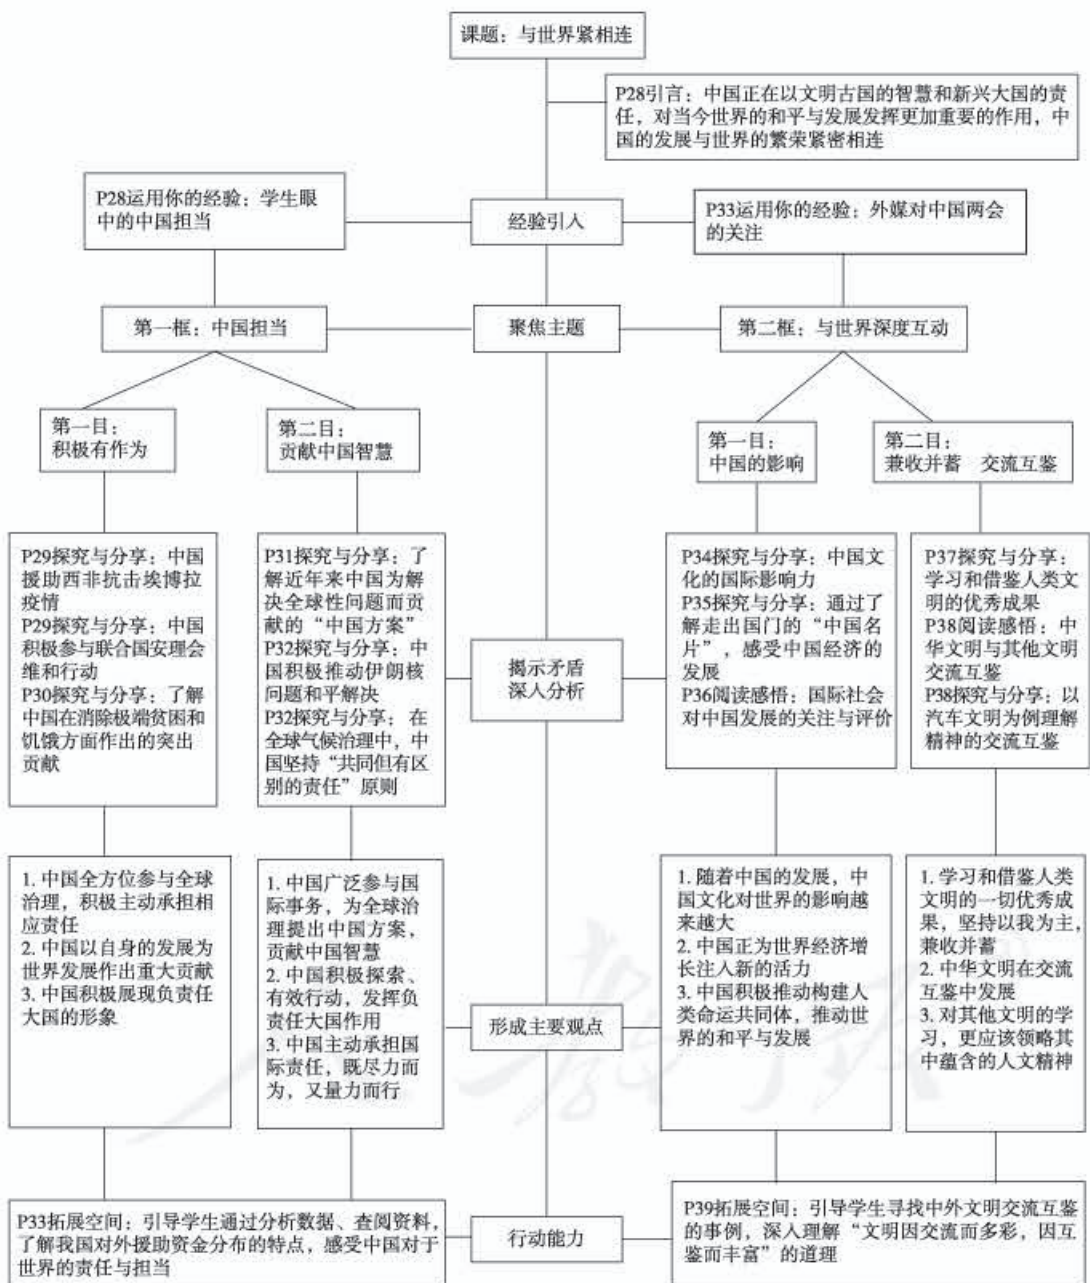 课题：与世界紧相连
P28引言：中国正在以文明古国的智慧和新兴大国的责
任，对当今世界的和平与发展发挥更加重要的作用，中
国的发展与世界的繁荣紧密相连
P28运用你的经验：学生眼
中的中国担当
经验引入
P33运用你的经验：外媒对中国两会
的关注
第一框：中国担当
聚焦主题
第二框：与世界深度互动
第一目：
积极有作为
第二目：
贡献中国智慧
第一目：
中国的影响
第二目：
兼收并蓄 交流互鉴
P29探究与分享：中国
援助西非抗击埃博拉
疫情
P29探究与分享：中国
积极参与联合国安理会
维和行动
P30探究与分享：了解
中国在消除极端贫困和
饥饿方面作出的突出
贡献
P31探究与分享：了
解近年来中国为解
决全球性问题而贡
献的“中国方案”
P32探究与分享：中
国积极推动伊朗核
问题和平解决
P32探究与分享：在
全球气候治理中，中
国坚持“共同但有区
别的责任”原则
揭示矛盾
深入分析
P34探究与分享：中国文
化的国际影响力
P35探究与分享：通过了
解走出国门的“中国名
片”，感受中国经济的
发展
P36阅读感悟：国际社会
对中国发展的关注与评价
P37探究与分享：
学习和借鉴人类文
明的优秀成果
P38阅读感悟：中
华文明与其他文明
交流互鉴
P38探究与分享：以
汽车文明为例理解
精神的交流互鉴
1. 中国全方位参与全球
治理，积极主动承担相
应责任
2. 中国以自身的发展为
世界发展作出重大贡献
3. 中国积极展现负责任
大国的形象
1. 中国广泛参与国
际事务，为全球治
理提出中国方案，
贡献中国智慧
2. 中国积极探索、
有效行动，发挥负
责任大国作用
3. 中国主动承担国
际责任，既尽力而
为，又量力而行
形成主要观点
1. 随着中国的发展，中
国文化对世界的影响越
来越大
2. 中国正为世界经济增
长注入新的活力
3. 中国积极推动构建人
类命运共同体，推动世
界的和平与发展
1. 学习和借鉴人类
文明的一切优秀成
果，坚持以我为主，
兼收并蓄
2. 中华文明在交流
互鉴中发展
3. 对其他文明的学
习，更应该领略其
中蕴含的人文精神
P33拓展空间：引导学生通过分析数据、查阅资料，
了解我国对外援助资金分布的特点，感受中国对于
世界的责任与担当
行动能力
P39拓展空间：引导学生寻找中外文明交流互鉴
的事例，深入理解“文明因交流而多彩，因互
鉴而丰富”的道理